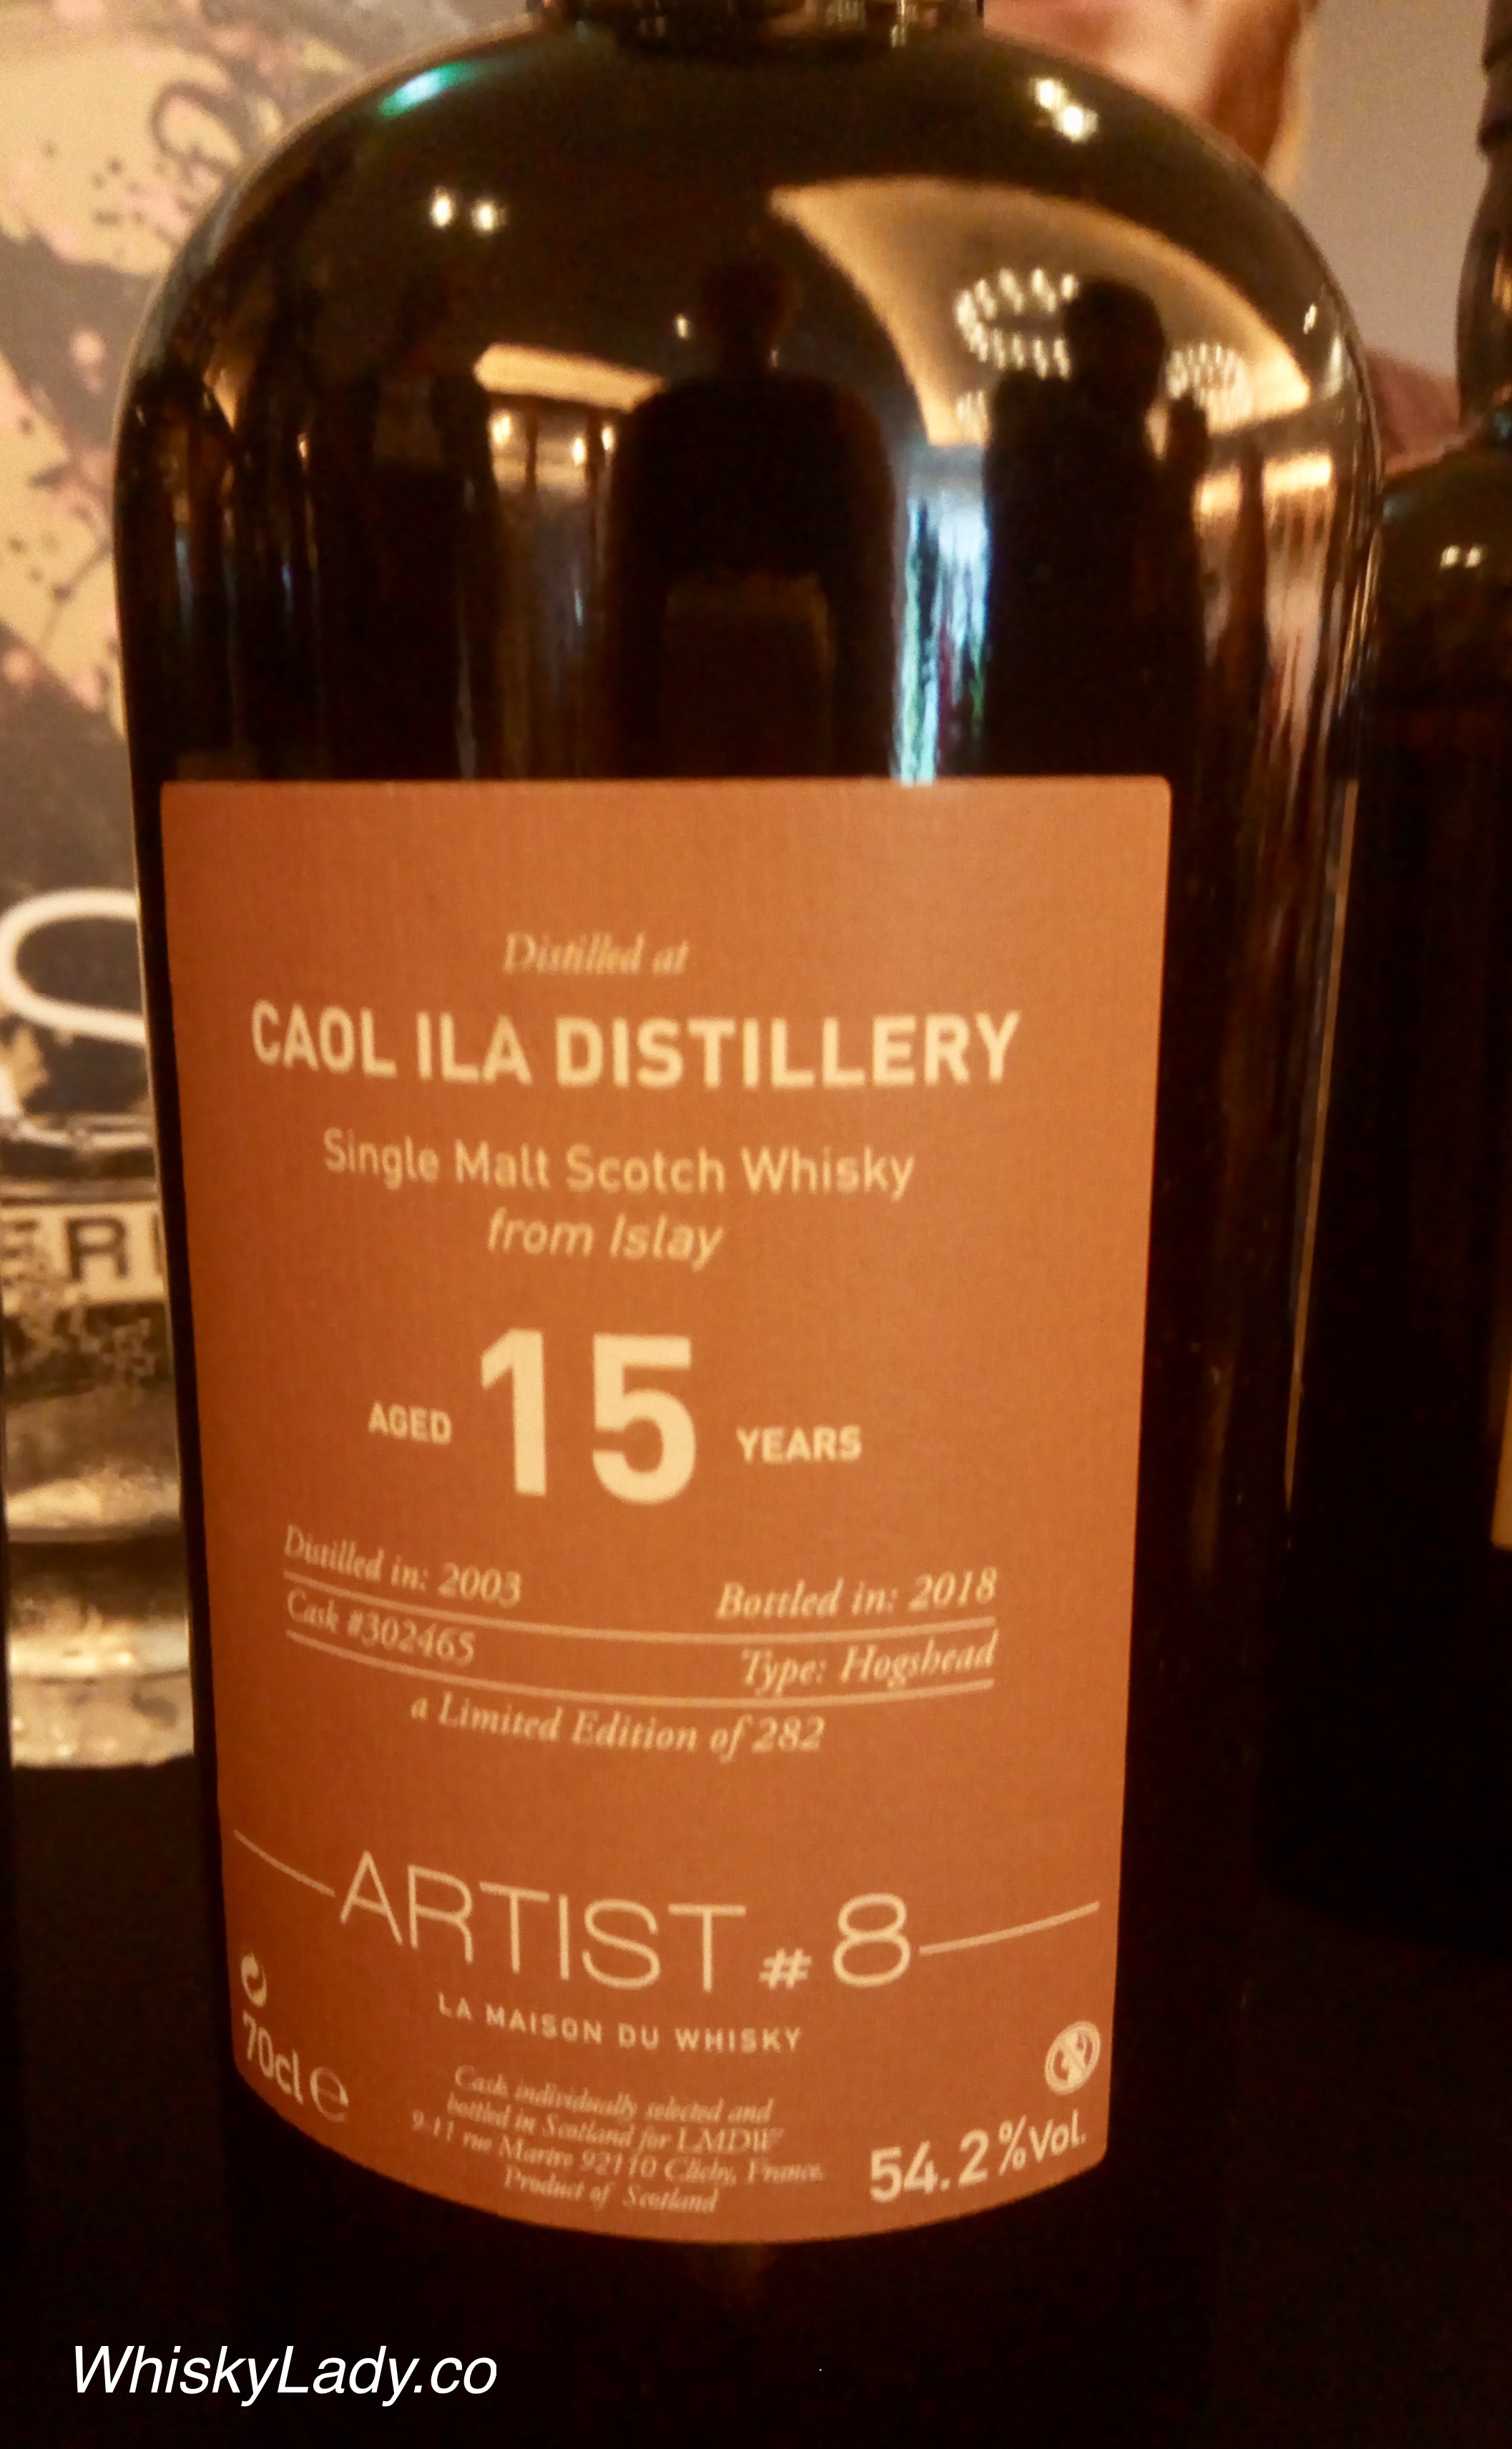 Distilled at
CAOL ILA DISTILLERY
Single Malt Scotch Whisky
from Islay
AGED 15 YEARS
Distilled in: 2003 Bottled in: 2018
Cask #302465 Type: Hogshead
a Limited Edition of 282
ARTIST #8
LA MAISON DU WHISKY
70cl e
Cask individually selected and
bottled in Scotland for LMDW
9-11 rue Martre 92110 Clichy, France.
Product of Scotland
54.2%Vol.
S
ERI
WhiskyLady.co